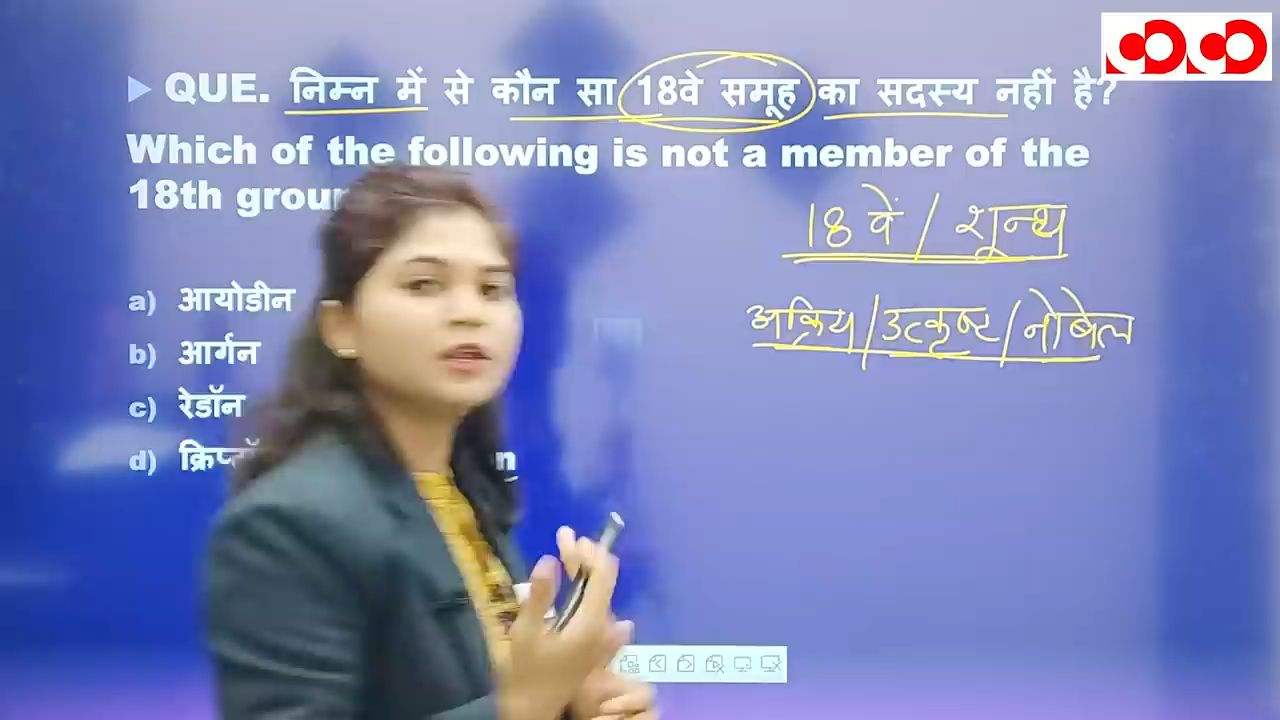 QUE. निम्न में से कौन सा 18वे समूह का सदस्य नहीं है?
Which of the following is not a member of the
18th
18 वें / शून्य
अक्रिय / उत्कृष्ट / नोबेल
a) आयोडीन
b) आर्गन
c) रेडॉन
d)